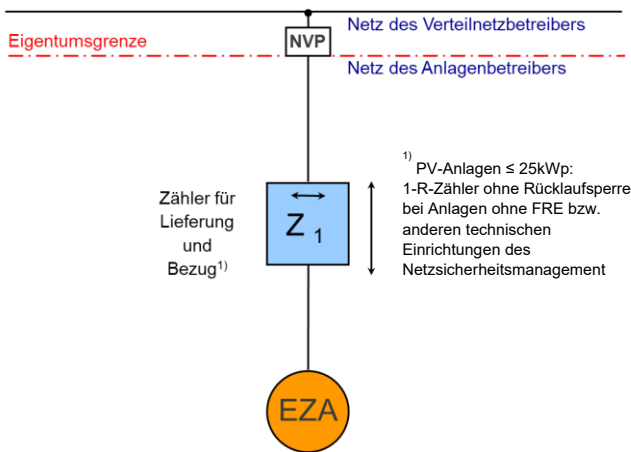 Netz des Verteilnetzbetreibers
Eigentumsgrenze
NVP
Netz des Anlagenbetreibers
Zähler für
Lieferung
und
Bezug1)
Z 1
1) PV-Anlagen ≤ 25kWp:
1-R-Zähler ohne Rücklaufsperre
bei Anlagen ohne FRE bzw.
anderen technischen
Einrichtungen des
Netzsicherheitsmanagement
EZA